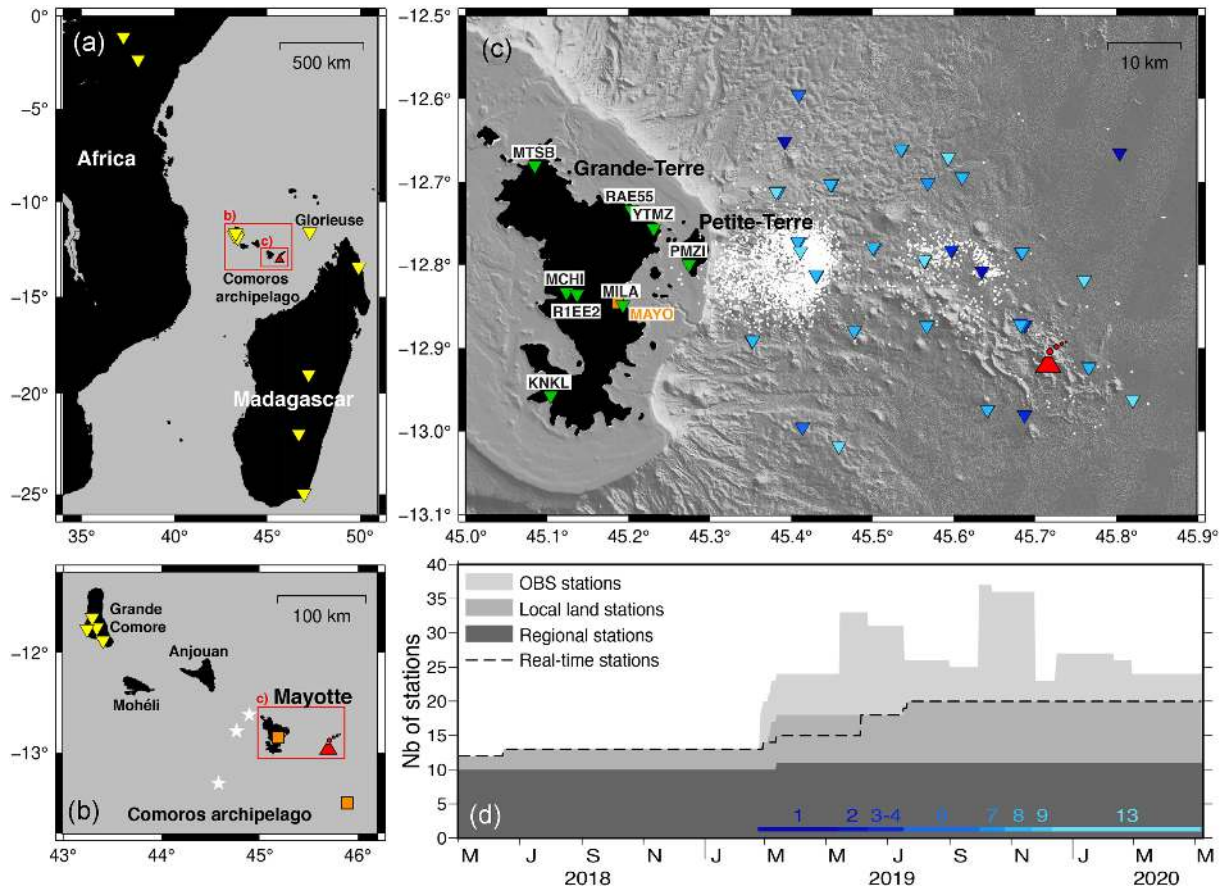 0°
−5°
−10°
−15°
−20°
−25°
(a)
500 km
Africa
b)
c)
Glorieuse
Comoros
archipelago
Madagascar
35°
40°
45°
50°
(c)
10 km
−12.5°
−12.6°
−12.7°
−12.8°
−12.9°
−13.0°
−13.1°
MTSB
Grande-Terre
RAE55
YTMZ
Petite-Terre
PMZI
MCHI
MILA
R1EE2
MAYO
KNKL
45.0°
45.1°
45.2°
45.3°
45.4°
45.5°
45.6°
45.7°
45.8°
45.9°
100 km
Grande
Comore
−12°
Anjouan
Mohéli
c)
Mayotte
−13°
(b)
Comoros archipelago
43°
44°
45°
46°
Nb of stations
40
35
30
25
20
15
10
5
0
OBS stations
Local land stations
Regional stations
Real-time stations
(d)
1
2
3-4
7
8
9
13
M
J
S
N
J
M
M
J
S
N
J
M
M
2018
2019
2020